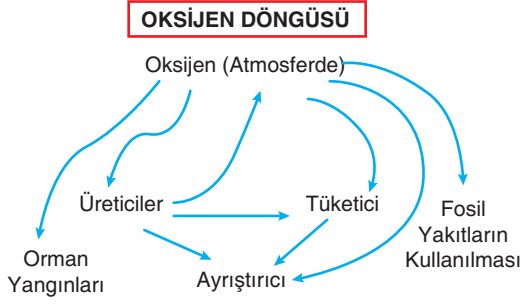 OKSİJEN DÖNGÜSÜ
Oksijen (Atmosferde)
Üreticiler
Tüketici
Fosil
Yakıtların
Kullanılması
Orman
Yangınları
Ayrıştırıcı